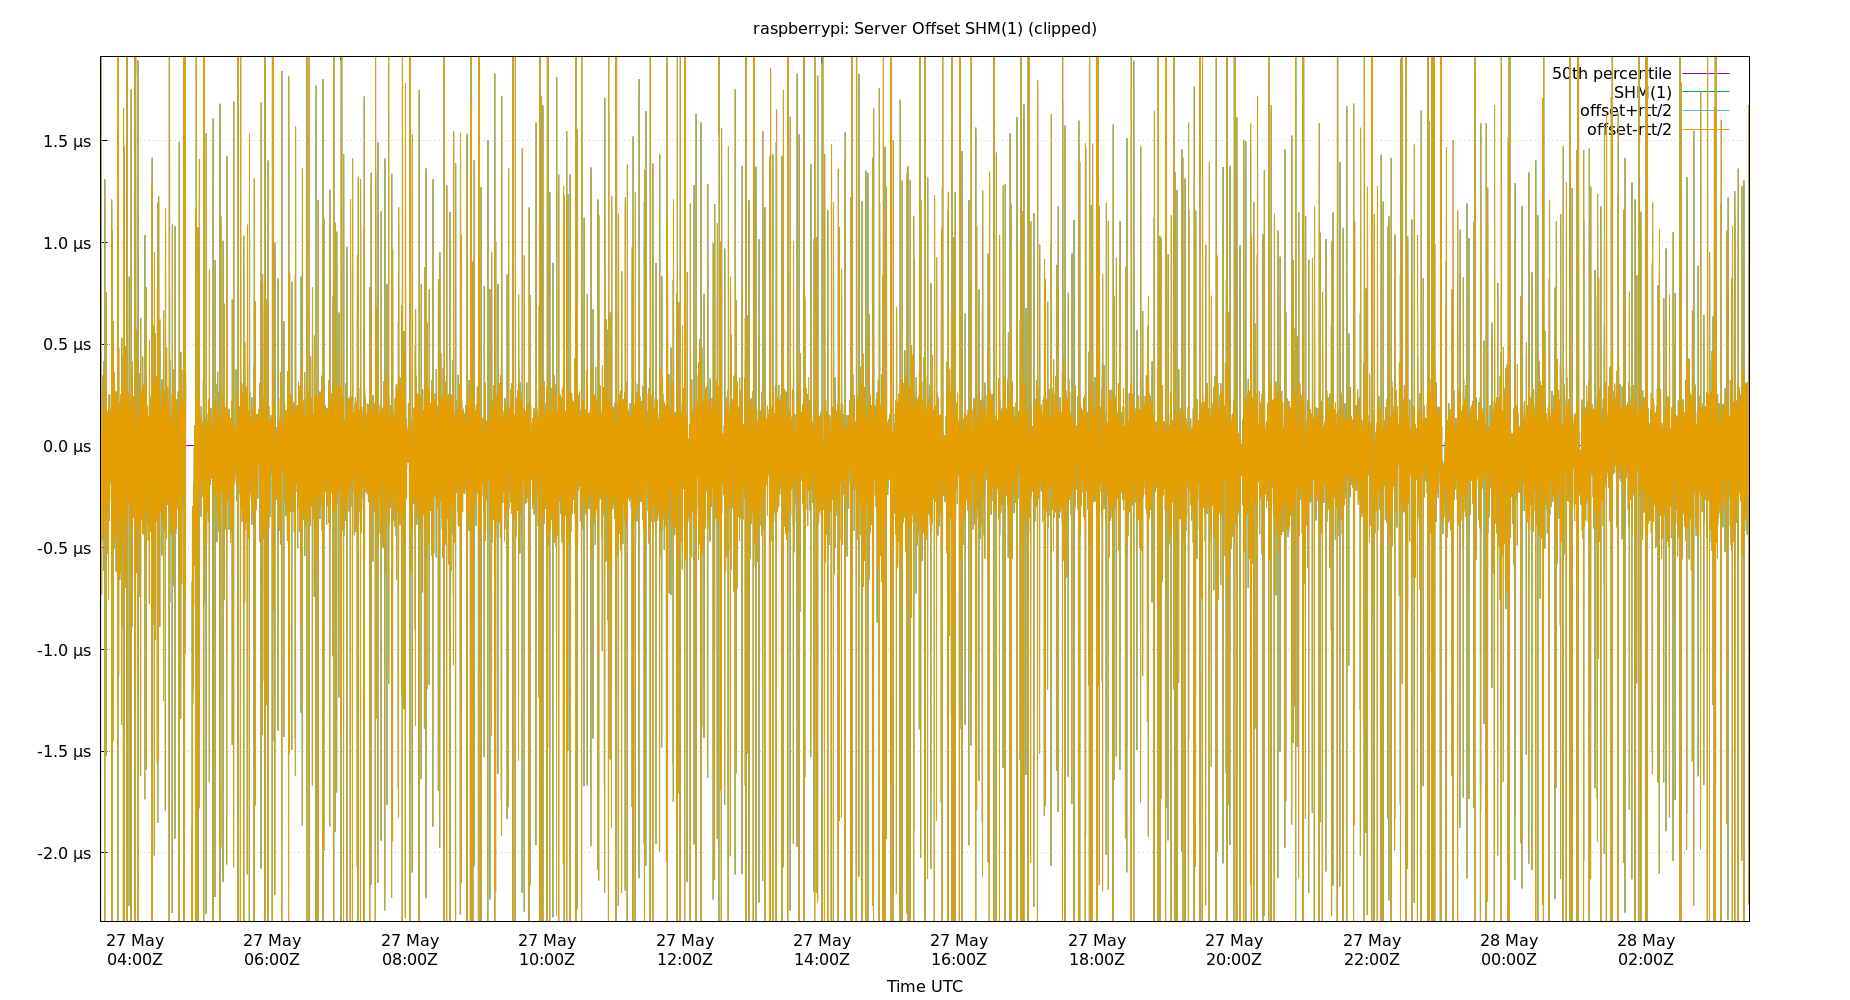 raspberrypi: Server Offset SHM(1) (clipped)
50th percentile
SHM(1)
offset+rtt/2
offset-rtt/2
1.5 µs
1.0 µs
0.5 µs
0.0 µs
-0.5 µs
-1.0 µs
-1.5 µs
-2.0 µs
27 May 27 May 27 May 27 May 27 May 27 May 27 May 27 May 27 May 27 May 28 May 28 May
04:00Z 06:00Z 08:00Z 10:00Z 12:00Z 14:00Z 16:00Z 18:00Z 20:00Z 22:00Z 00:00Z 02:00Z
Time UTC